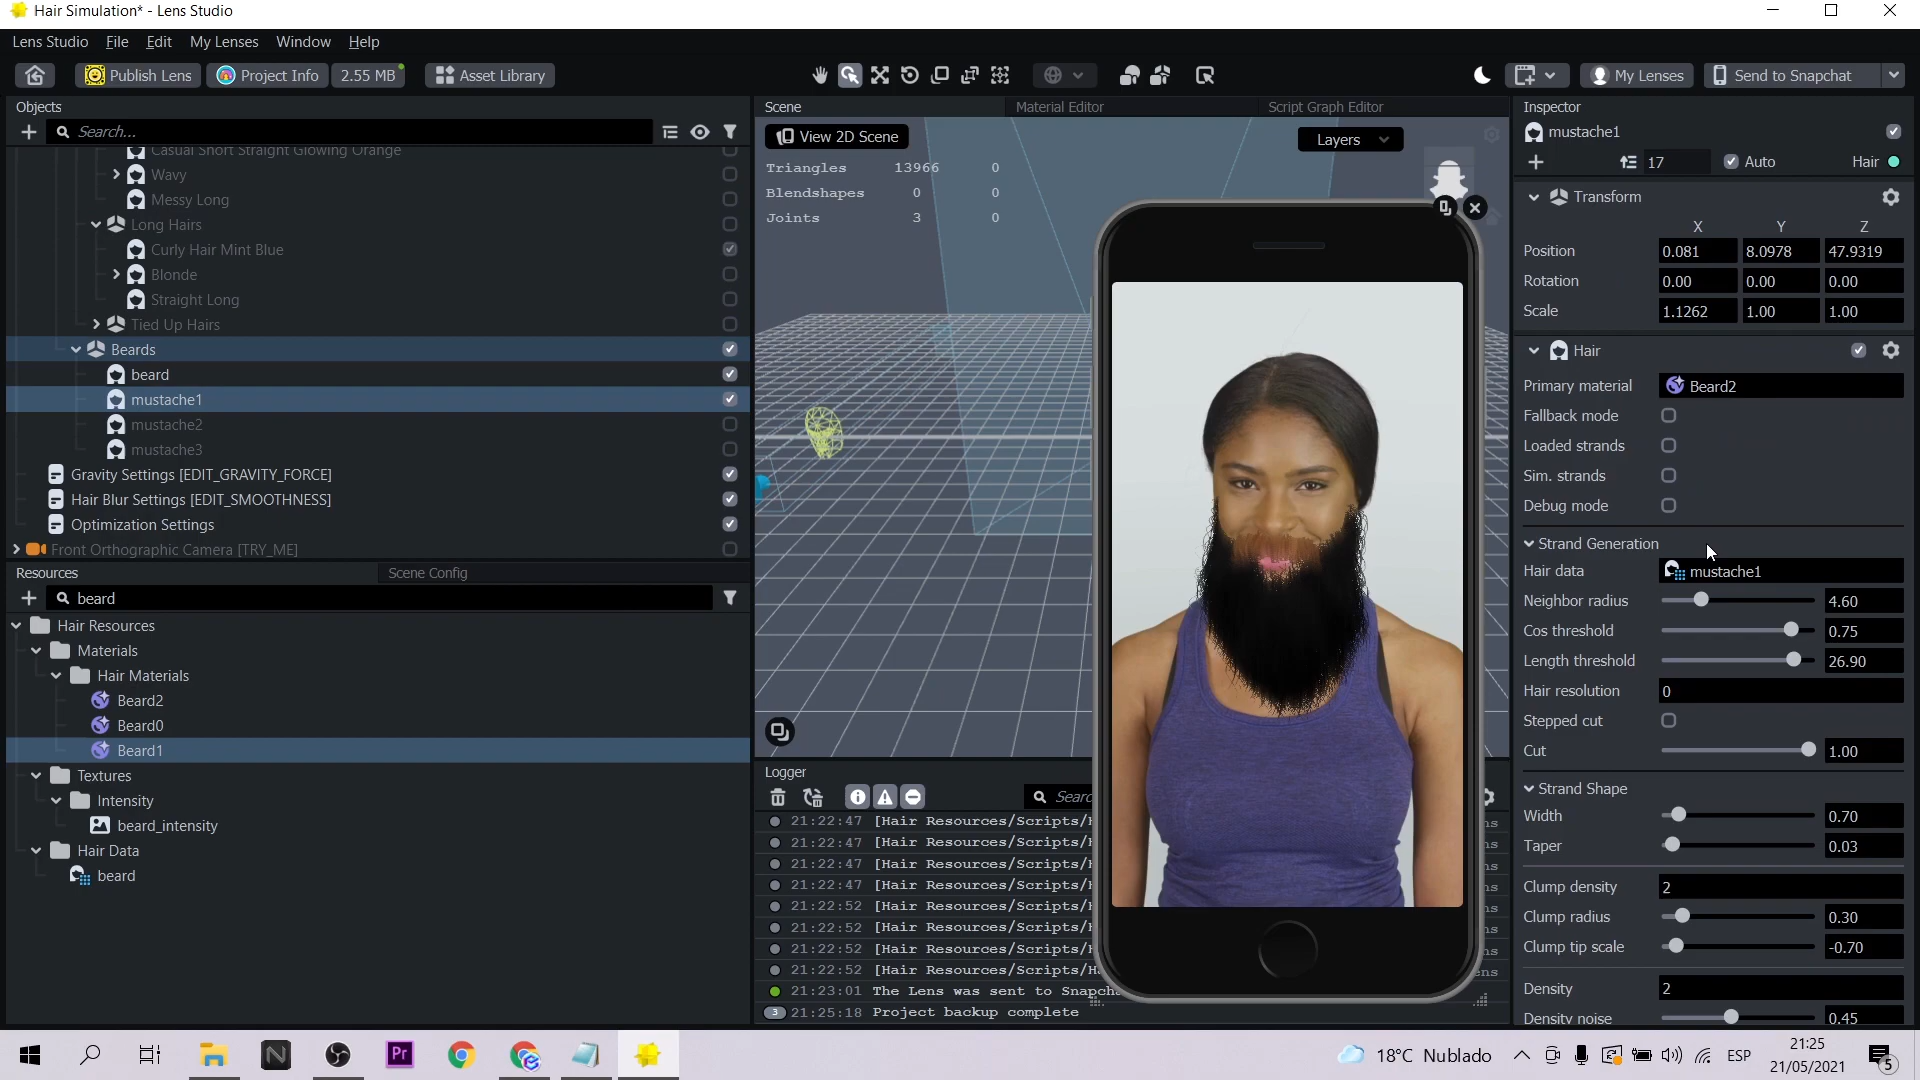 Hair Simulation* - Lens Studio
Lens Studio File Edit My Lenses Window Help
Publish Lens Project Info 2.55 MB Asset Library My Lenses Send to Snapchat
Objects
Search...
Casual Short Straight Glowing Orange
Wavy
Messy Long
Long Hairs
Curly Hair Mint Blue
Blonde
Straight Long
Tied Up Hairs
Beards
beard
mustache1
mustache2
mustache3
Gravity Settings [EDIT_GRAVITY_FORCE]
Hair Blur Settings [EDIT_SMOOTHNESS]
Optimization Settings
Front Orthographic Camera [TRY_ME]
Resources Scene Config
beard
Hair Resources
Materials
Hair Materials
Beard2
Beard0
Beard1
Textures
Intensity
beard_intensity
Hair Data
beard
Scene Material Editor Script Graph Editor
View 2D Scene Layers
Triangles 13966 0
Blendshapes 0 0
Joints 3 0
Logger
Searc
21:22:47 [Hair Resources/Scripts/
21:22:47 [Hair Resources/Scripts/
21:22:47 [Hair Resources/Scripts/
21:22:47 [Hair Resources/Scripts/
21:22:52 [Hair Resources/Scripts/
21:22:52 [Hair Resources/Scripts/
21:22:52 [Hair Resources/Scripts/
21:22:52 [Hair Resources/Scripts/
21:23:01 The Lens was sent to Snapch
3 21:25:18 Project backup complete
Inspector
mustache1
17 Auto Hair
Transform
X Y Z
Position 0.081 8.0978 47.9319
Rotation 0.00 0.00 0.00
Scale 1.1262 1.00 1.00
Hair
Primary material Beard2
Fallback mode
Loaded strands
Sim. strands
Debug mode
Strand Generation
Hair data mustache1
Neighbor radius 4.60
Cos threshold 0.75
Length threshold 26.90
Hair resolution 0
Stepped cut
Cut 1.00
Strand Shape
Width 0.70
Taper 0.03
Clump density 2
Clump radius 0.30
Clump tip scale -0.70
Density 2
Density noise 0.45
N Pr 18°C Nublado ESP 21:25
21/05/2021 5